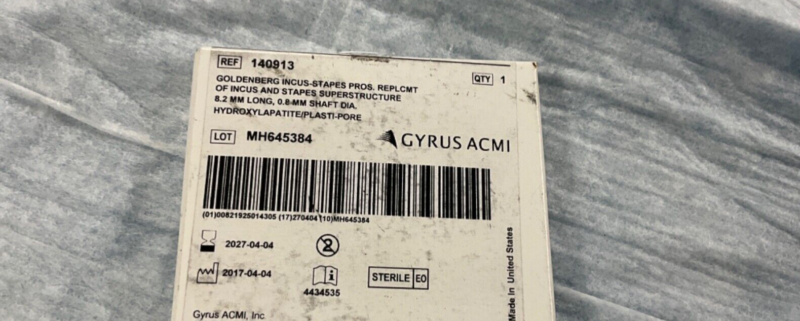 REF 140913
QTY 1
GOLDENBERG INCUS-STAPES PROS. REPLCMT
OF INCUS AND STAPES SUPERSTRUCTURE
8.2 MM LONG, 0.8-MM SHAFT DIA.
HYDROXYLAPATITE/PLASTI-PORE
LOT MH645384
GYRUS ACMI
(01)00821925014305 (17)270404 (10)MH645384
2027-04-04
2
2017-04-04
i
4434535
STERILE EO
Made In United States
Gyrus ACMI, Inc.